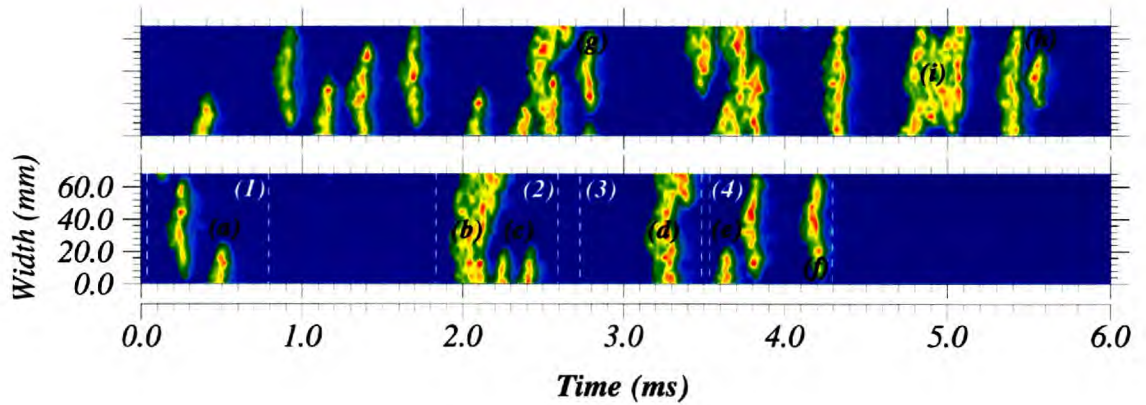 (g) (h)
(i)
60.0 (1) (2) (3) (4)
40.0 (a) (b) (c) (d) (e)
20.0 (f)
0.0
Width (mm)
0.0 1.0 2.0 3.0 4.0 5.0 6.0
Time (ms)